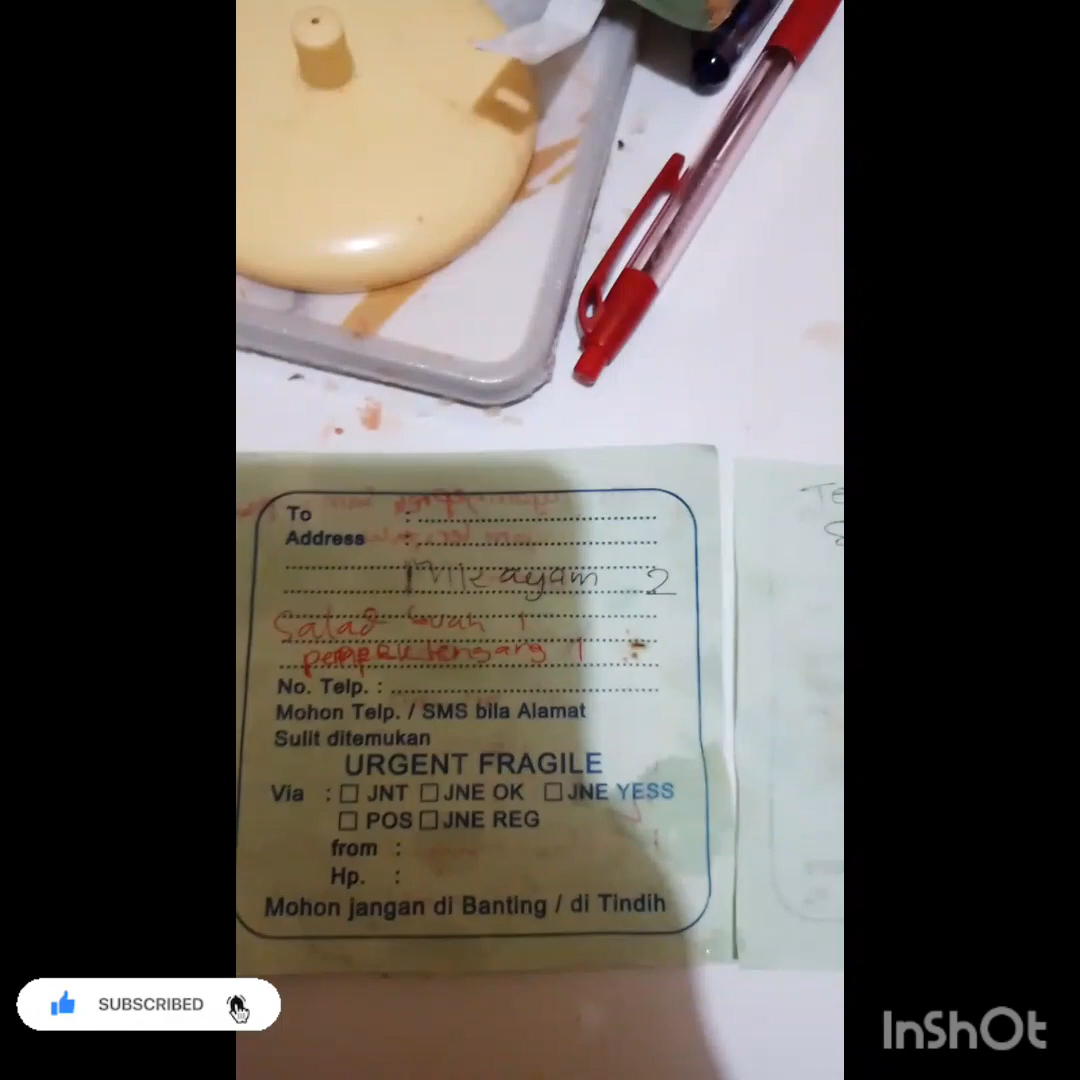 To : ........................
Address : ........................
Mie ayam 2
Salad buah 1
tengsang 1
No. Telp. : ........................
Mohon Telp. / SMS bila Alamat
Sulit ditemukan
URGENT FRAGILE
Via : □ JNT □ JNE OK □ JNE YESS
□ POS □ JNE REG
from :
Hp. :
Mohon jangan di Banting / di Tindih
SUBSCRIBED
InShOt